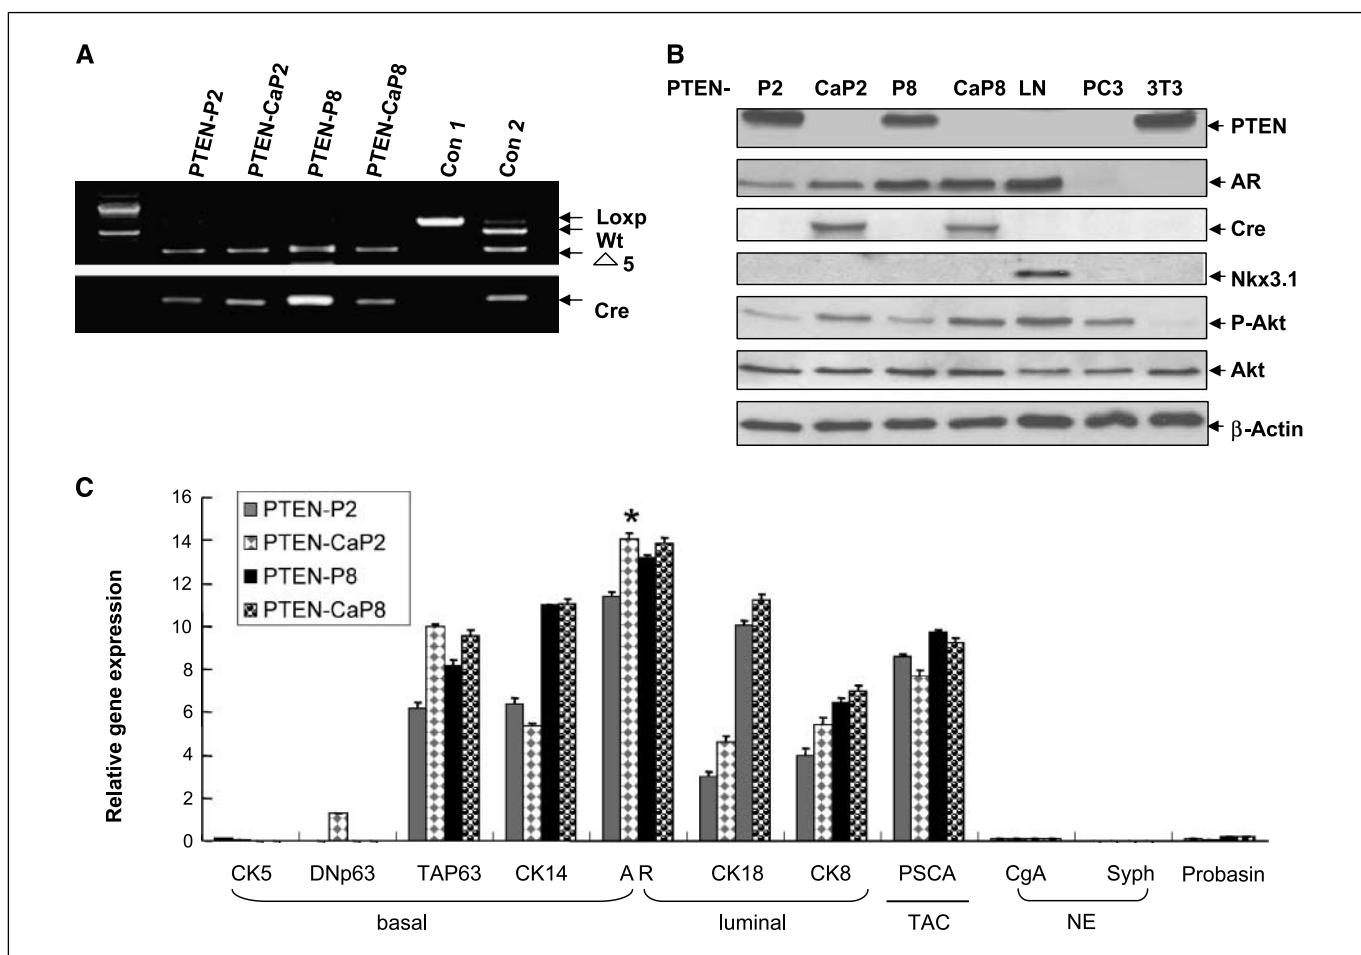 A
PTEN-P2
PTEN-CaP2
PTEN-P8
PTEN-CaP8
Con 1
Con 2
Loxp
Wt
△ 5
Cre
B
PTEN- P2 CaP2 P8 CaP8 LN PC3 3T3
PTEN
AR
Cre
Nkx3.1
P-Akt
Akt
β-Actin
C
PTEN-P2
PTEN-CaP2
PTEN-P8
PTEN-CaP8
Relative gene expression
16
14
12
10
8
6
4
2
0
*
CK5 DNp63 TAP63 CK14 A R CK18 CK8 PSCA CgA Syph Probasin
basal luminal TAC NE